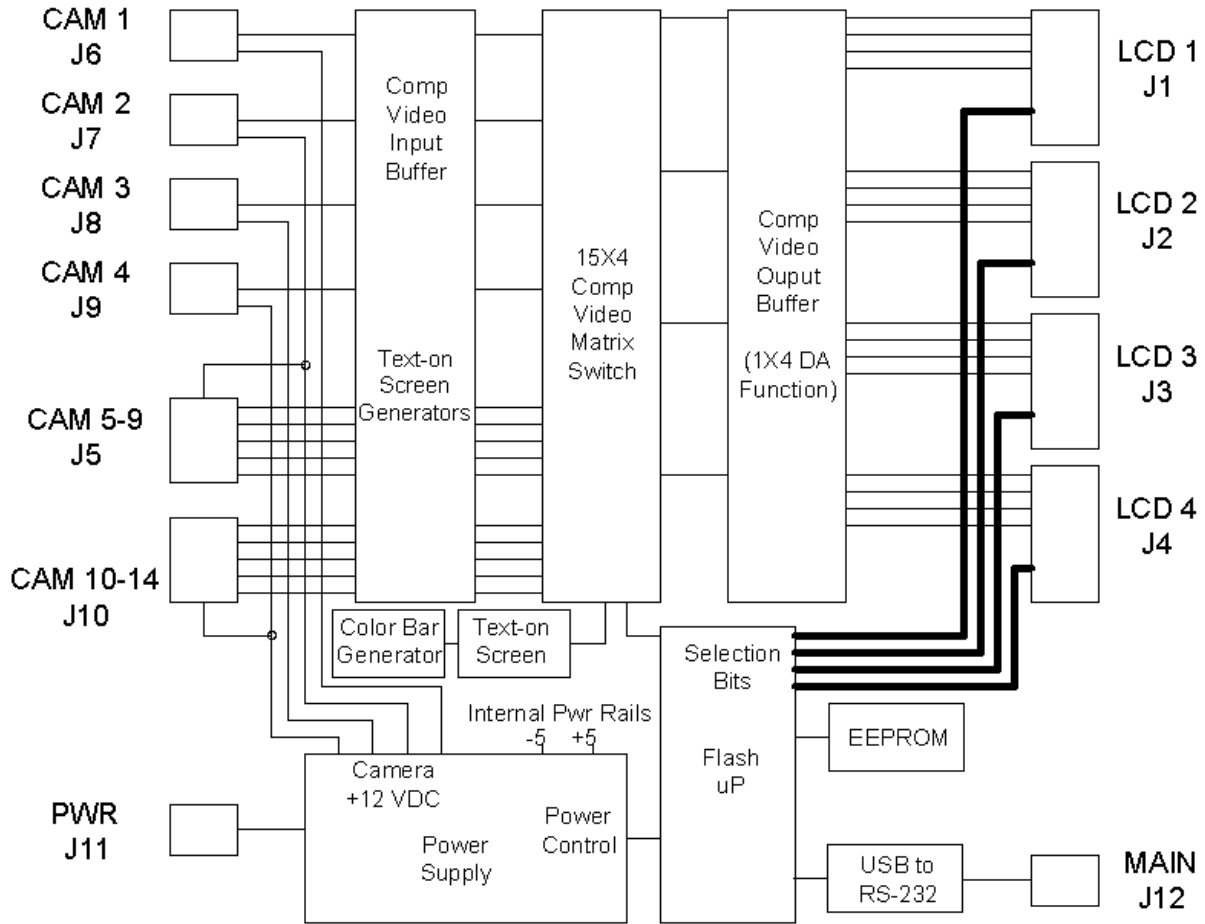 CAM 1
J6
CAM 2
J7
CAM 3
J8
CAM 4
J9
CAM 5-9
J5
CAM 10-14
J10
PWR
J11
Comp
Video
Input
Buffer
Text-on
Screen
Generators
15X4
Comp
Video
Matrix
Switch
Comp
Video
Ouput
Buffer
(1X4 DA
Function)
LCD 1
J1
LCD 2
J2
LCD 3
J3
LCD 4
J4
Color Bar
Generator
Text-on
Screen
Selection
Bits
Flash
uP
Internal Pwr Rails
-5 +5
Camera
+12 VDC
Power
Supply
Power
Control
EEPROM
USB to
RS-232
MAIN
J12